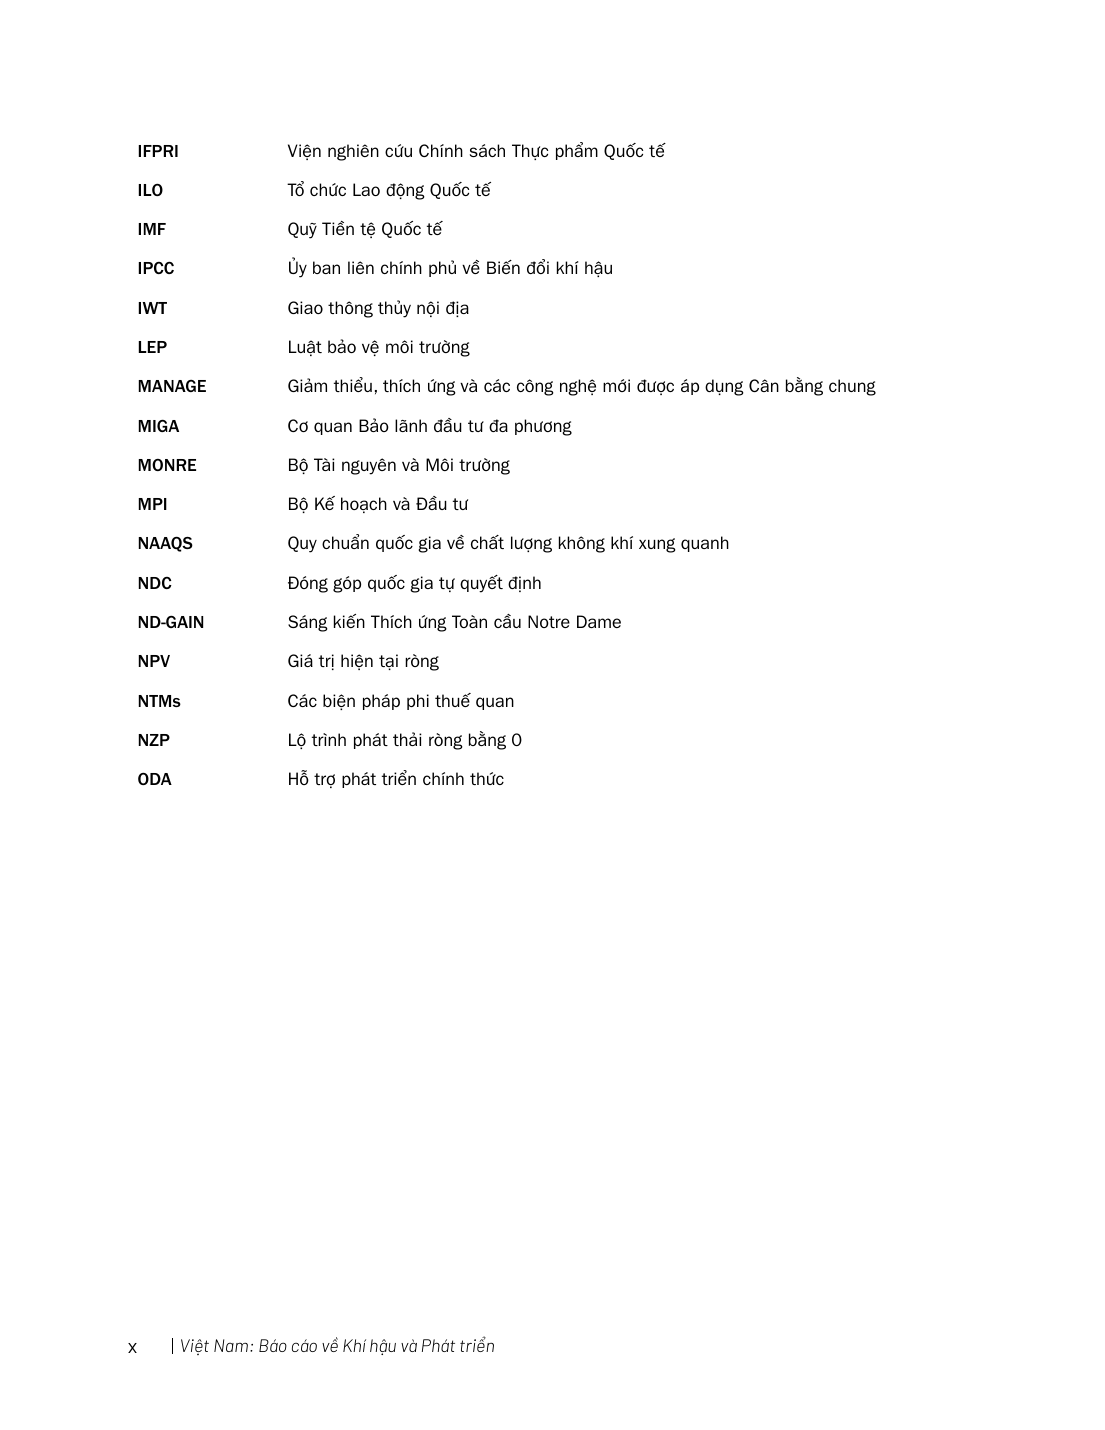 IFPRI Viện nghiên cứu Chính sách Thực phẩm Quốc tế
ILO Tổ chức Lao động Quốc tế
IMF Quỹ Tiền tệ Quốc tế
IPCC Ủy ban liên chính phủ về Biến đổi khí hậu
IWT Giao thông thủy nội địa
LEP Luật bảo vệ môi trường
MANAGE Giảm thiểu, thích ứng và các công nghệ mới được áp dụng Cân bằng chung
MIGA Cơ quan Bảo lãnh đầu tư đa phương
MONRE Bộ Tài nguyên và Môi trường
MPI Bộ Kế hoạch và Đầu tư
NAAQS Quy chuẩn quốc gia về chất lượng không khí xung quanh
NDC Đóng góp quốc gia tự quyết định
ND-GAIN Sáng kiến Thích ứng Toàn cầu Notre Dame
NPV Giá trị hiện tại ròng
NTMs Các biện pháp phi thuế quan
NZP Lộ trình phát thải ròng bằng 0
ODA Hỗ trợ phát triển chính thức
x | Việt Nam: Báo cáo về Khí hậu và Phát triển